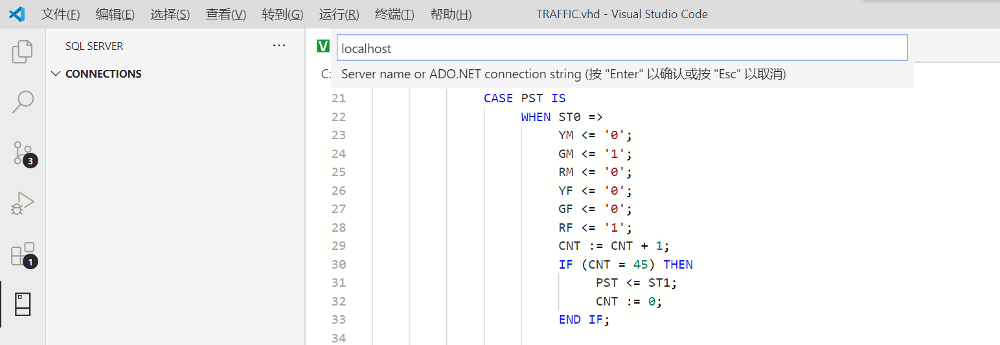 文件(F) 编辑(E) 选择(S) 查看(V) 转到(G) 运行(R) 终端(T) 帮助(H) TRAFFIC.vhd - Visual Studio Code
SQL SERVER ···
CONNECTIONS
3
1
V
localhost
C: Server name or ADO.NET connection string (按 "Enter" 以确认或按 "Esc" 以取消)
21 CASE PST IS
22 WHEN ST0 =>
23 YM <= '0';
24 GM <= '1';
25 RM <= '0';
26 YF <= '0';
27 GF <= '0';
28 RF <= '1';
29 CNT := CNT + 1;
30 IF (CNT = 45) THEN
31 PST <= ST1;
32 CNT := 0;
33 END IF;
34